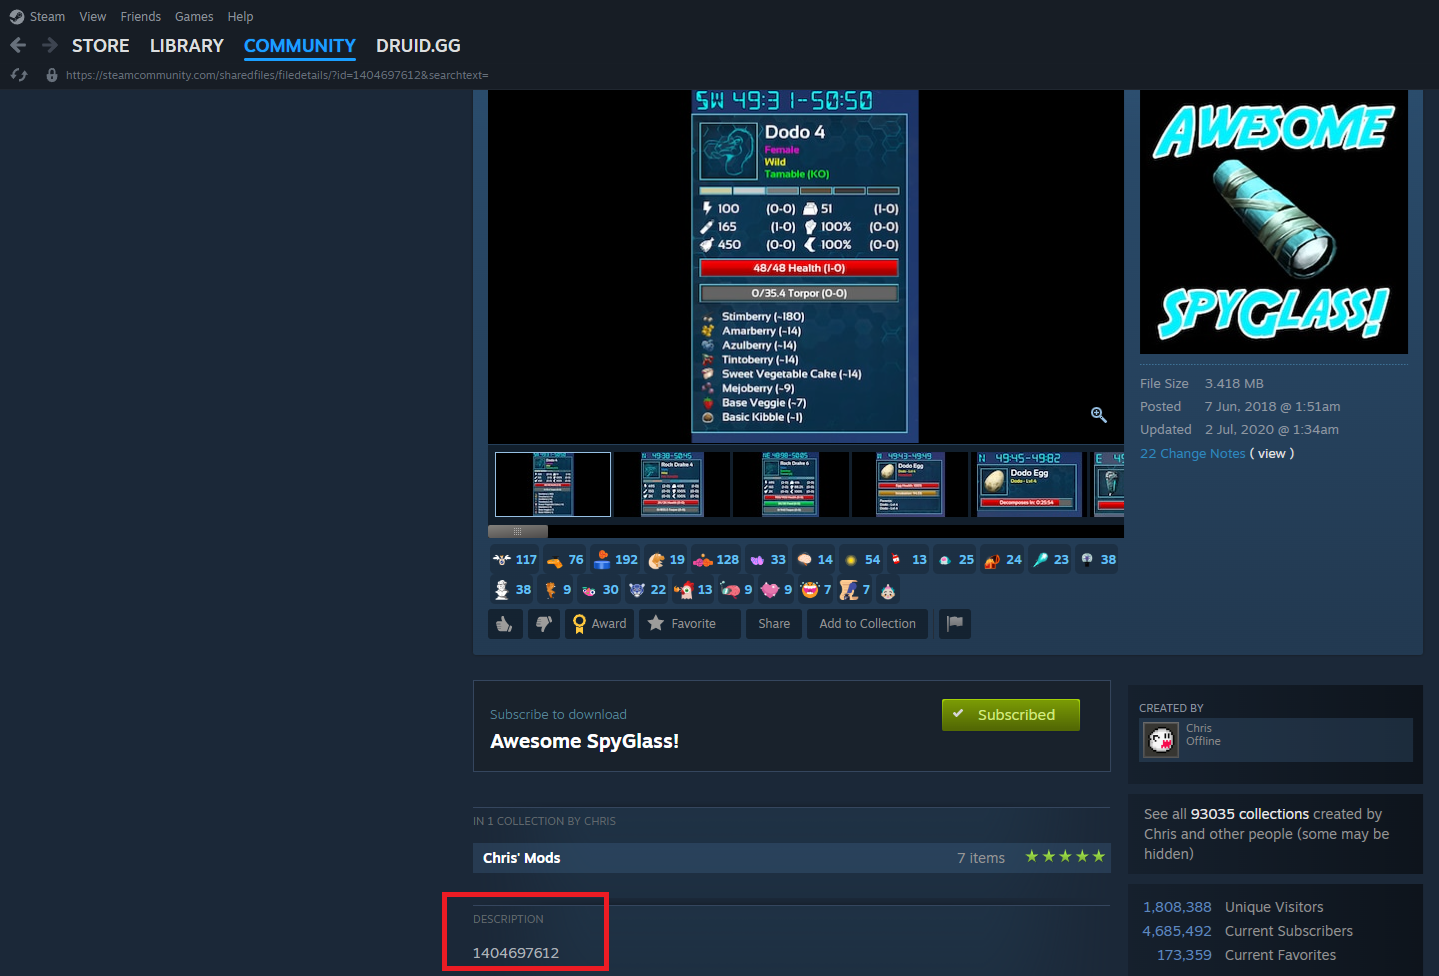 Steam View Friends Games Help
STORE LIBRARY COMMUNITY DRUID.GG
https://steamcommunity.com/sharedfiles/filedetails/?id=1404697612&searchtext=
SW 49:31-50:50
Dodo 4
Female
Wild
Tamable (KO)
100 (0-0) 51 (1-0)
165 (1-0) 100% (0-0)
450 (0-0) 100% (0-0)
48/48 Health (1-0)
0/35.4 Torpor (0-0)
Stimberry (~180)
Amarberry (~14)
Azulberry (~14)
Tintoberry (~14)
Sweet Vegetable Cake (~14)
Mejoberry (~9)
Base Veggie (~7)
Basic Kibble (~1)
AWESOME
SPYGLASS!
File Size 3.418 MB
Posted 7 Jun, 2018 @ 1:51am
Updated 2 Jul, 2020 @ 1:34am
22 Change Notes ( view )
Dodo 4
N 49:38-50:45
Rock Drake 4
Rock Drake 6
N 49:43-49:49
Dodo Egg
Dodo - Lvl 4
N 49:45-49:82
Dodo Egg
Dodo - Lvl 4
Decomposes In: 0:25:54
E 49
117 76 192 19 128 33 14 54 13 25 24 23 38
38 9 30 22 13 9 9 7 7
Award Favorite Share Add to Collection
Subscribe to download
Awesome SpyGlass!
Subscribed
IN 1 COLLECTION BY CHRIS
Chris' Mods 7 items
DESCRIPTION
1404697612
CREATED BY
Chris
Offline
See all 93035 collections created by
Chris and other people (some may be
hidden)
1,808,388 Unique Visitors
4,685,492 Current Subscribers
173,359 Current Favorites